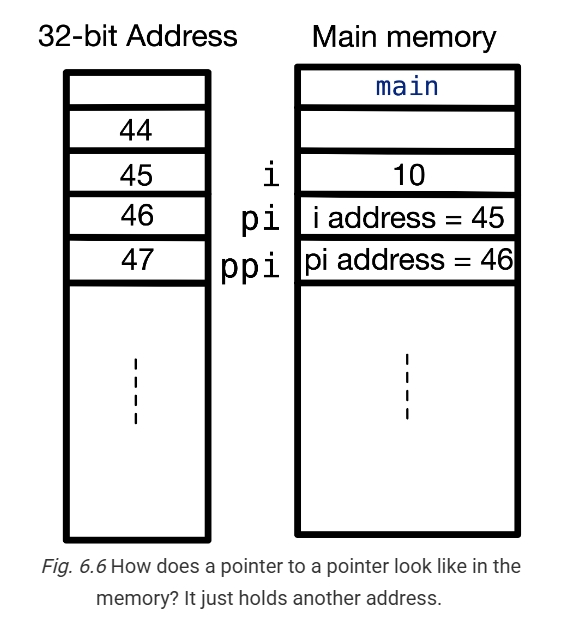 32-bit Address Main memory
main
44
45 i 10
46 pi i address = 45
47 ppi pi address = 46
Fig. 6.6 How does a pointer to a pointer look like in the
memory? It just holds another address.